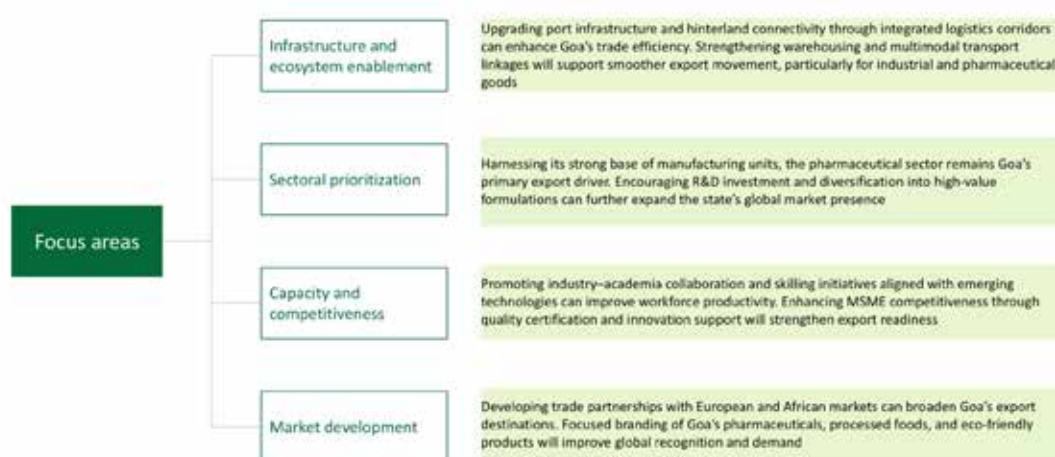 Infrastructure and
ecosystem enablement
Upgrading port infrastructure and hinterland connectivity through integrated logistics corridors
can enhance Goa's trade efficiency. Strengthening warehousing and multimodal transport
linkages will support smoother export movement, particularly for industrial and pharmaceutical
goods
Sectoral prioritization
Harnessing its strong base of manufacturing units, the pharmaceutical sector remains Goa's
primary export driver. Encouraging R&D investment and diversification into high-value
formulations can further expand the state's global market presence
Focus areas
Capacity and
competitiveness
Promoting industry–academia collaboration and skilling initiatives aligned with emerging
technologies can improve workforce productivity. Enhancing MSME competitiveness through
quality certification and innovation support will strengthen export readiness
Market development
Developing trade partnerships with European and African markets can broaden Goa's export
destinations. Focused branding of Goa's pharmaceuticals, processed foods, and eco-friendly
products will improve global recognition and demand